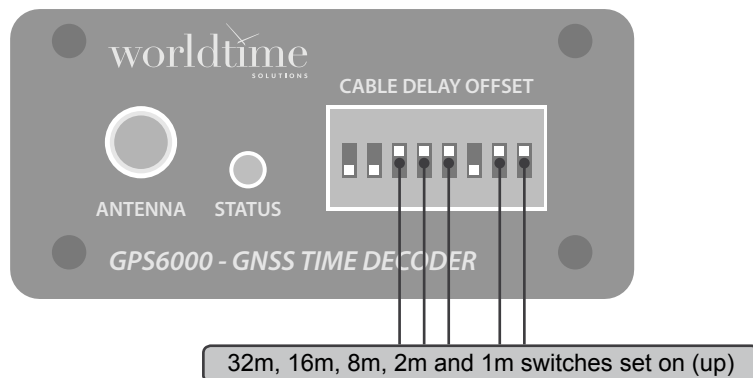 worldtime
SOLUTIONS
CABLE DELAY OFFSET
ANTENNA
STATUS
GPS6000 - GNSS TIME DECODER
32m, 16m, 8m, 2m and 1m switches set on (up)